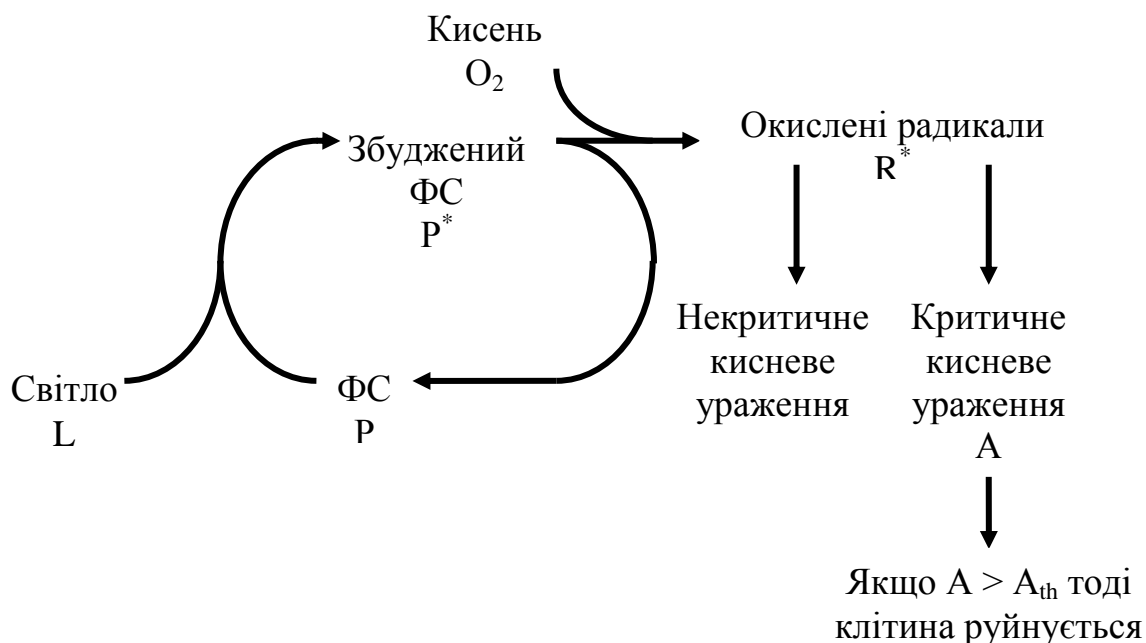 Кисень
O₂
Збуджений
ФС
P*
Окислені радикали
R*
Світло
L
ФС
P
Некритичне
кисневе
ураження
Критичне
кисневе
ураження
A
Якщо A > Aₜₕ тоді
клітина руйнується